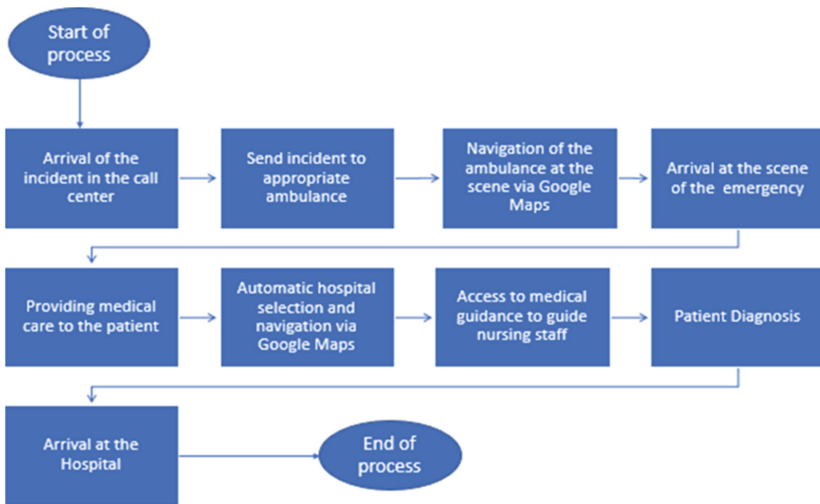 Start of
process
Arrival of the
incident in the call
center
Send incident to
appropriate
ambulance
Navigation of the
ambulance at the
scene via Google
Maps
Arrival at the scene
of the emergency
Providing medical
care to the patient
Automatic hospital
selection and
navigation via
Google Maps
Access to medical
guidance to guide
nursing staff
Patient Diagnosis
Arrival at the
Hospital
End of
process